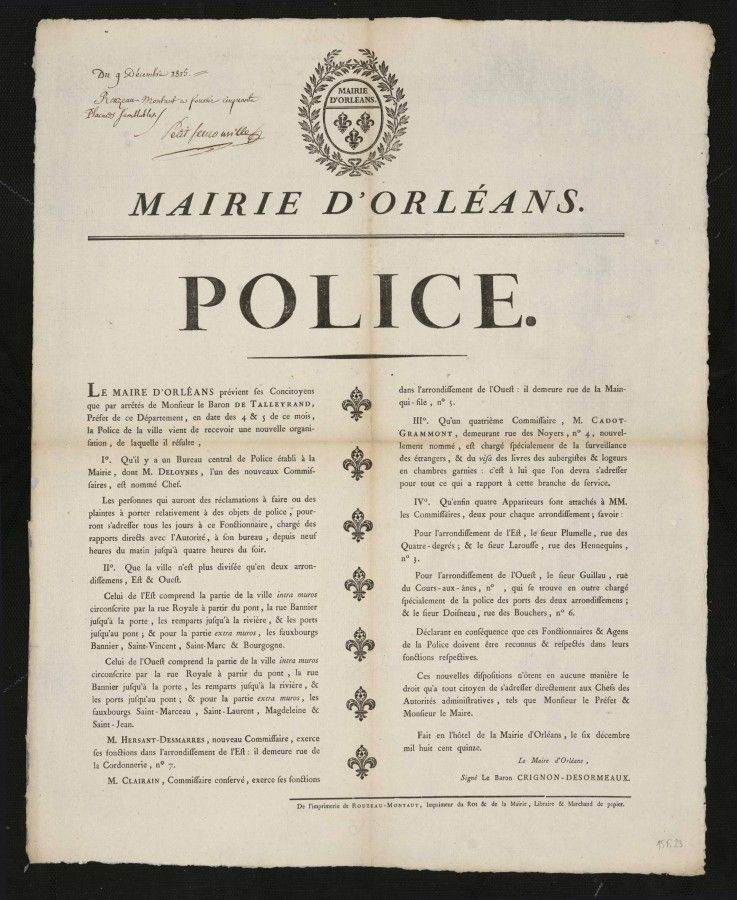 Du 9 Décembre 1815.
Rouzeau-Montaut a fourni cinquante
Placards semblables
MAIRIE
D'ORLEANS.
MAIRIE D'ORLÉANS.
POLICE.
LE MAIRE D'ORLÉANS prévient ſes Concitoyens
que par arrêtés de Monſieur le Baron DE TALLEYRAND,
Préfet de ce Département, en date des 4 & 5 de ce mois,
la Police de la ville vient de recevoir une nouvelle organi-
ſation, de laquelle il réſulte,
I°. Qu'il y a un Bureau central de Police établi à la
Mairie, dont M. DELOYNES, l'un des nouveaux Commiſ-
ſaires, eſt nommé Chef.
Les perſonnes qui auront des réclamations à faire ou des
plaintes à porter relativement à des objets de police, pour-
ront s'adreſſer tous les jours à ce Fonctionnaire, chargé des
rapports directs avec l'Autorité, à ſon bureau, depuis neuf
heures du matin juſqu'à quatre heures du ſoir.
II°. Que la ville n'eſt plus diviſée qu'en deux arron-
diſſemens, Eſt & Oueſt.
Celui de l'Eſt comprend la partie de la ville intra muros
circonſcrite par la rue Royale à partir du pont, la rue Bannier
juſqu'à la porte, les remparts juſqu'à la rivière, & les ports
juſqu'au pont; & pour la partie extra muros, les fauxbourgs
Bannier, Saint-Vincent, Saint-Marc & Bourgogne.
Celui de l'Oueſt comprend la partie de la ville intra muros
circonſcrite par la rue Royale à partir du pont, la rue
Bannier juſqu'à la porte, les remparts juſqu'à la rivière, &
les ports juſqu'au pont; & pour la partie extra muros, les
fauxbourgs Saint-Marceau, Saint-Laurent, Magdeleine &
Saint-Jean.
M. HERSANT-DESMARRES, nouveau Commiſſaire, exerce
ſes fonctions dans l'arrondiſſement de l'Eſt: il demeure rue de
la Cordonnerie, n° 7.
M. CLAIRAIN, Commiſſaire conſervé, exerce ſes fonctions
dans l'arrondiſſement de l'Oueſt: il demeure rue de la Main-
qui-file, n° 5.
III°. Qu'un quatrième Commiſſaire, M. CADOT-
GRAMMONT, demeurant rue des Noyers, n° 4, nouvel-
lement nommé, eſt chargé ſpécialement de la ſurveillance
des étrangers, & du viſa des livres des aubergiſtes & logeurs
en chambres garnies: c'eſt à lui que l'on devra s'adreſſer
pour tout ce qui a rapport à cette branche de ſervice.
IV°. Qu'enfin quatre Appariteurs ſont attachés à MM.
les Commiſſaires, deux pour chaque arrondiſſement; ſavoir:
Pour l'arrondiſſement de l'Eſt, le ſieur Plumelle, rue des
Quatre-degrés; & le ſieur Larouſſe, rue des Hennequins,
n° 3.
Pour l'arrondiſſement de l'Oueſt, le ſieur Guillau, rue
du Cours-aux-ânes, n° , qui ſe trouve en outre chargé
ſpécialement de la police des ports des deux arrondiſſemens;
& le ſieur Doiſneau, rue des Bouchers, n° 6.
Déclarant en conſéquence que ces Fonctionnaires & Agens
de la Police doivent être reconnus & reſpectés dans leurs
fonctions reſpectives.
Ces nouvelles diſpoſitions n'ôtent en aucune manière le
droit qu'a tout citoyen de s'adreſſer directement aux Chefs des
Autorités adminiſtratives, tels que Monſieur le Préfet &
Monſieur le Maire.
Fait en l'hôtel de la Mairie d'Orléans, le ſix décembre
mil huit cent quinze.
Le Maire d'Orléans,
Signé Le Baron CRIGNON-DESORMEAUX.
De l'imprimerie de ROUZEAU-MONTAUT, Imprimeur du ROI & de la Mairie, Libraire & Marchand de papier.